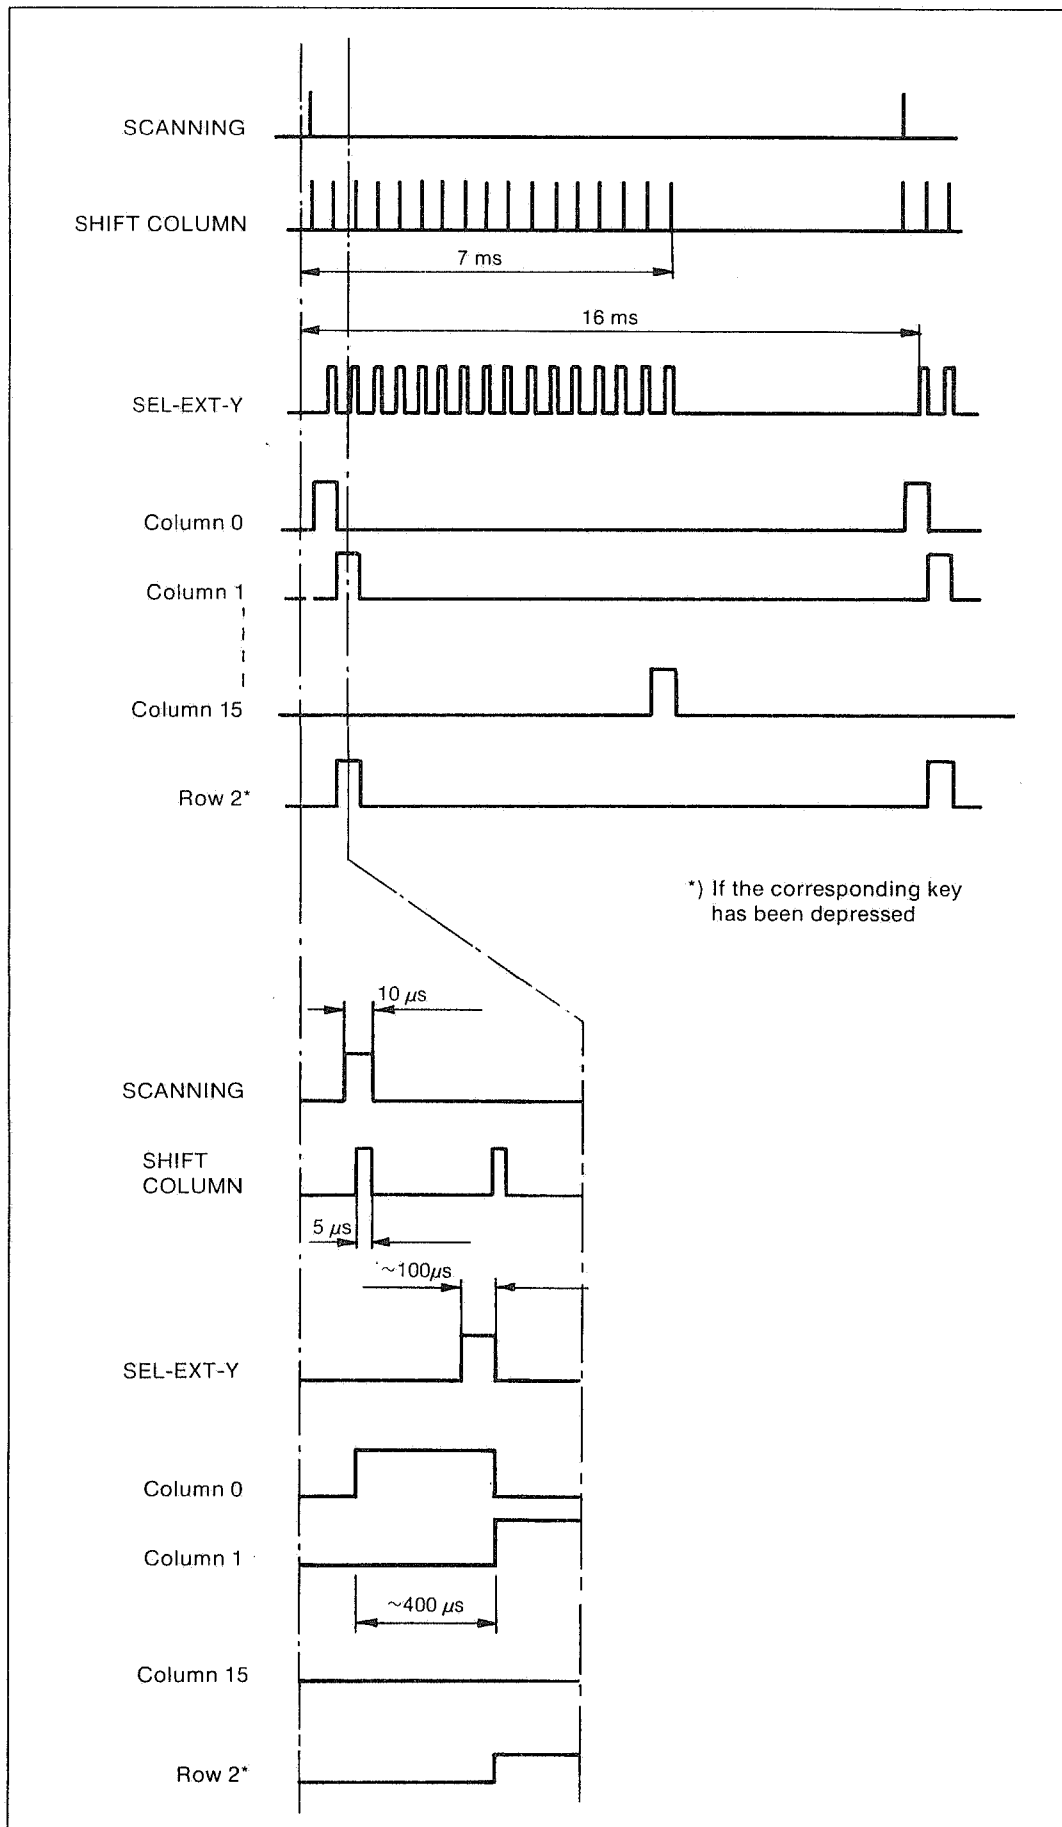 SCANNING
SHIFT COLUMN
7 ms
16 ms
SEL-EXT-Y
Column 0
Column 1
Column 15
Row 2*
*) If the corresponding key
has been depressed
10 µs
SCANNING
SHIFT
COLUMN
5 µs
~100µs
SEL-EXT-Y
Column 0
Column 1
~400 µs
Column 15
Row 2*